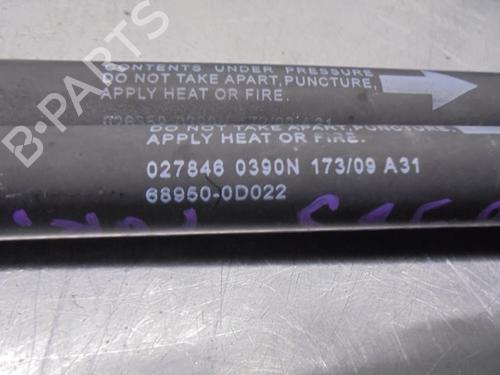 CONTENTS UNDER PRESSURE
DO NOT TAKE APART,PUNCTURE,
APPLY HEAT OR FIRE.
DO NOT TAKE APART,PUNCTURE,
APPLY HEAT OR FIRE.
027846 0390N 173/09 A31
68950-0D022